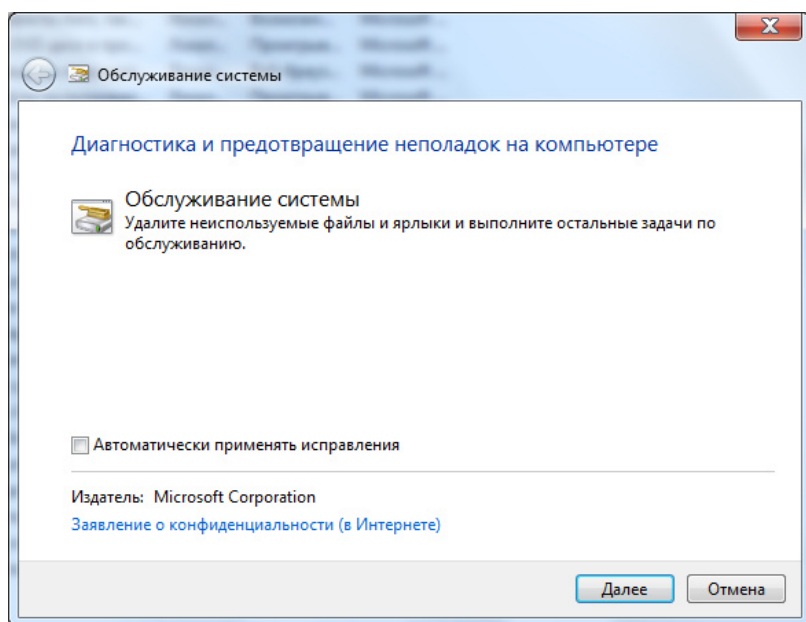 Обслуживание системы
Диагностика и предотвращение неполадок на компьютере
Обслуживание системы
Удалите неиспользуемые файлы и ярлыки и выполните остальные задачи по
обслуживанию.
Автоматически применять исправления
Издатель: Microsoft Corporation
Заявление о конфиденциальности (в Интернете)
Далее Отмена